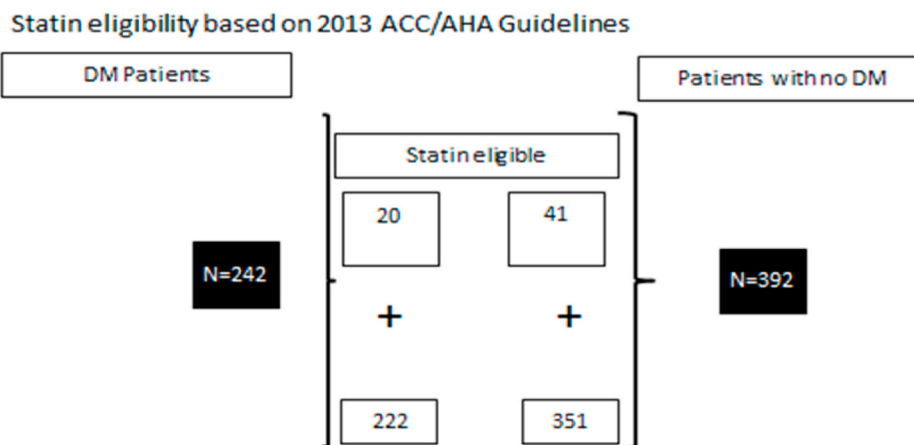 Statin eligibility based on 2013 ACC/AHA Guidelines
DM Patients
Patients with no DM
Statin eligible
20
41
N=242
N=392
+
+
222
351